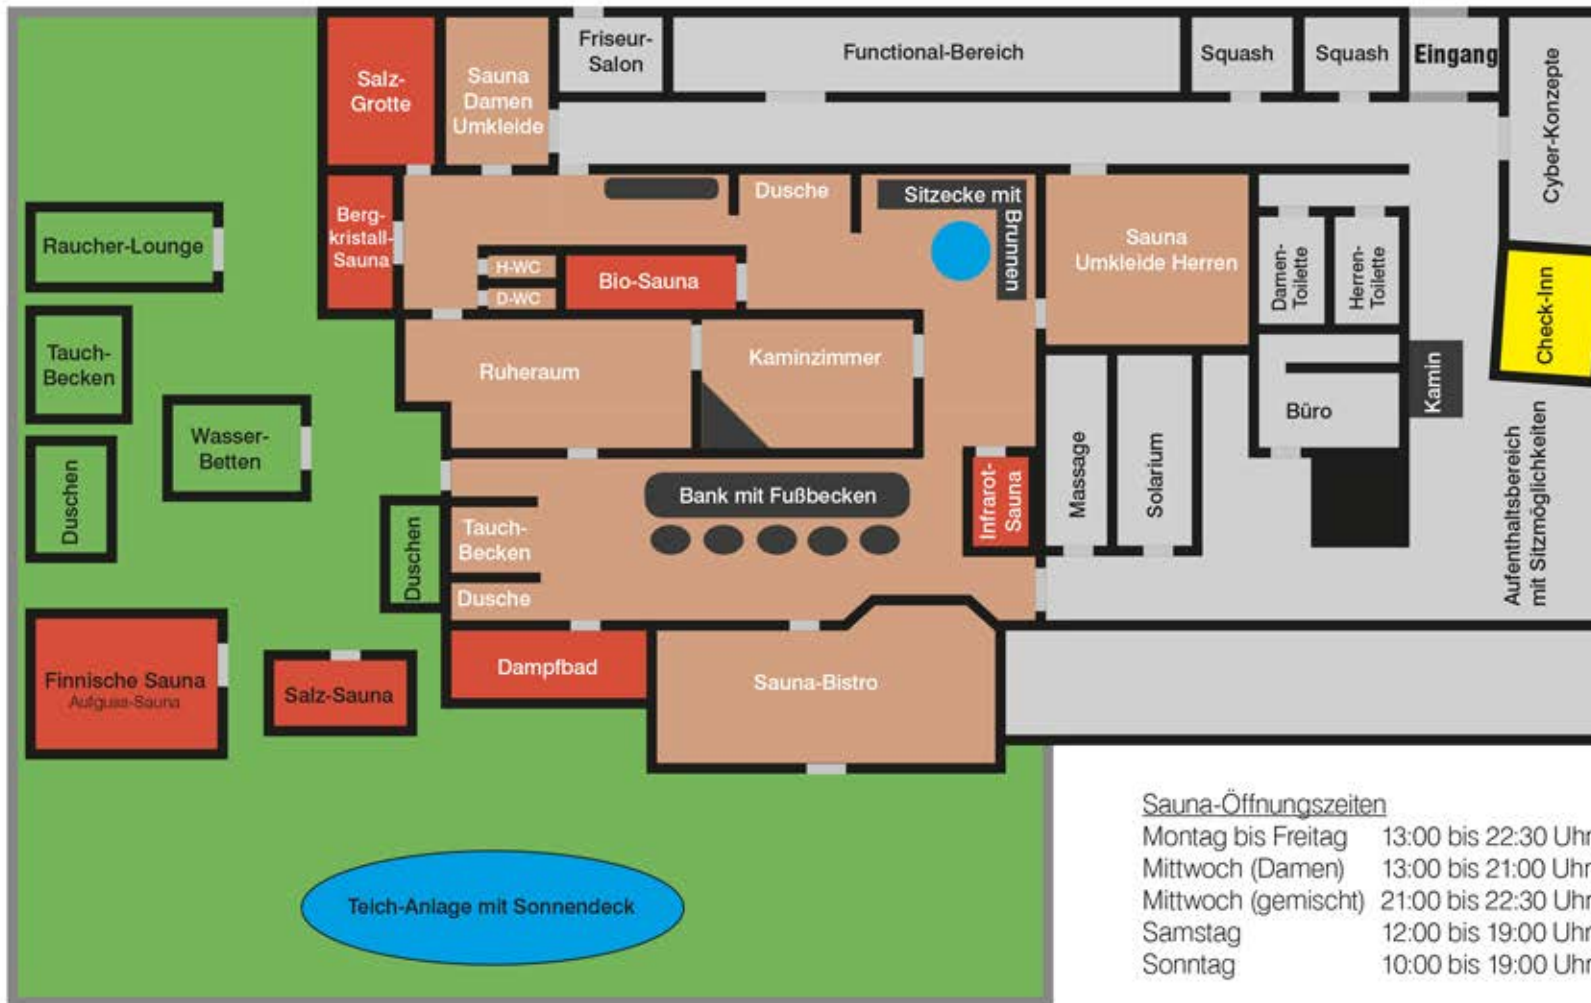 Salz-
Grotte
Sauna
Damen
Umkleide
Friseur-
Salon
Functional-Bereich
Squash
Squash
Eingang
Cyber-Konzepte
Raucher-Lounge
Berg-
kristall-
Sauna
Dusche
Sitzecke mit
Brunnen
Sauna
Umkleide Herren
Damen-
Toilette
Herren-
Toilette
H-WC
D-WC
Bio-Sauna
Check-Inn
Tauch-
Becken
Ruheraum
Kaminzimmer
Kamin
Büro
Wasser-
Betten
Duschen
Duschen
Tauch-
Becken
Dusche
Bank mit Fußbecken
Infrarot-
Sauna
Massage
Solarium
Aufenthaltsbereich
mit Sitzmöglichkeiten
Finnische Sauna
Aufguss-Sauna
Salz-Sauna
Dampfbad
Sauna-Bistro
Teich-Anlage mit Sonnendeck
Sauna-Öffnungszeiten
Montag bis Freitag 13:00 bis 22:30 Uhr
Mittwoch (Damen) 13:00 bis 21:00 Uhr
Mittwoch (gemischt) 21:00 bis 22:30 Uhr
Samstag 12:00 bis 19:00 Uhr
Sonntag 10:00 bis 19:00 Uhr